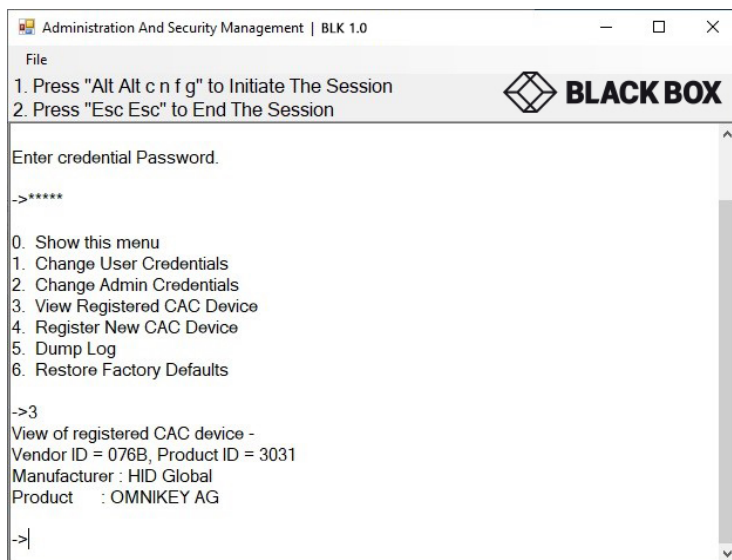 Administration And Security Management | BLK 1.0
File
1. Press "Alt Alt c n f g" to Initiate The Session
2. Press "Esc Esc" to End The Session
BLACK BOX
Enter credential Password.
->*****
0. Show this menu
1. Change User Credentials
2. Change Admin Credentials
3. View Registered CAC Device
4. Register New CAC Device
5. Dump Log
6. Restore Factory Defaults
->3
View of registered CAC device -
Vendor ID = 076B, Product ID = 3031
Manufacturer : HID Global
Product : OMNIKEY AG
->